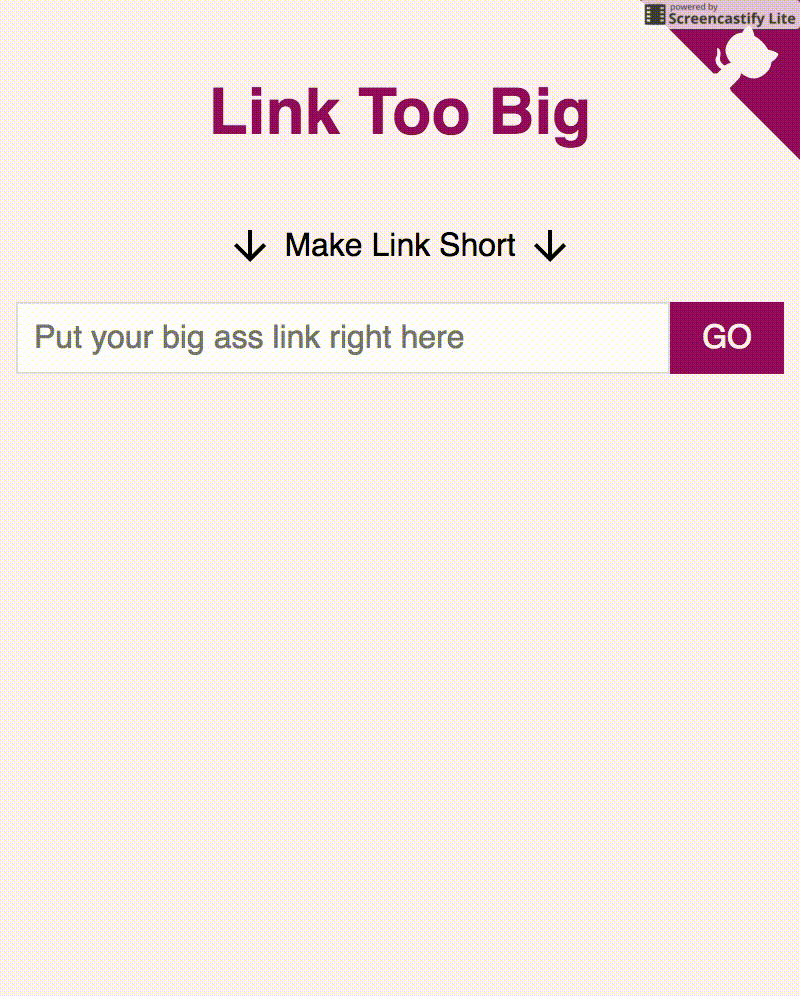 powered by
Screencastify Lite
Link Too Big
↓ Make Link Short ↓
Put your big ass link right here
GO